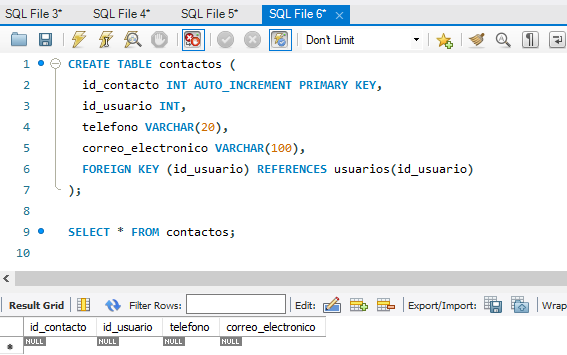 SQL File 3* SQL File 4* SQL File 5* SQL File 6* ×
Don't Limit
1 CREATE TABLE contactos (
2 id_contacto INT AUTO_INCREMENT PRIMARY KEY,
3 id_usuario INT,
4 telefono VARCHAR(20),
5 correo_electronico VARCHAR(100),
6 FOREIGN KEY (id_usuario) REFERENCES usuarios(id_usuario)
7 );
8
9 SELECT * FROM contactos;
10
Result Grid Filter Rows: Edit: Export/Import: Wrap
id_contacto id_usuario telefono correo_electronico
NULL NULL NULL NULL